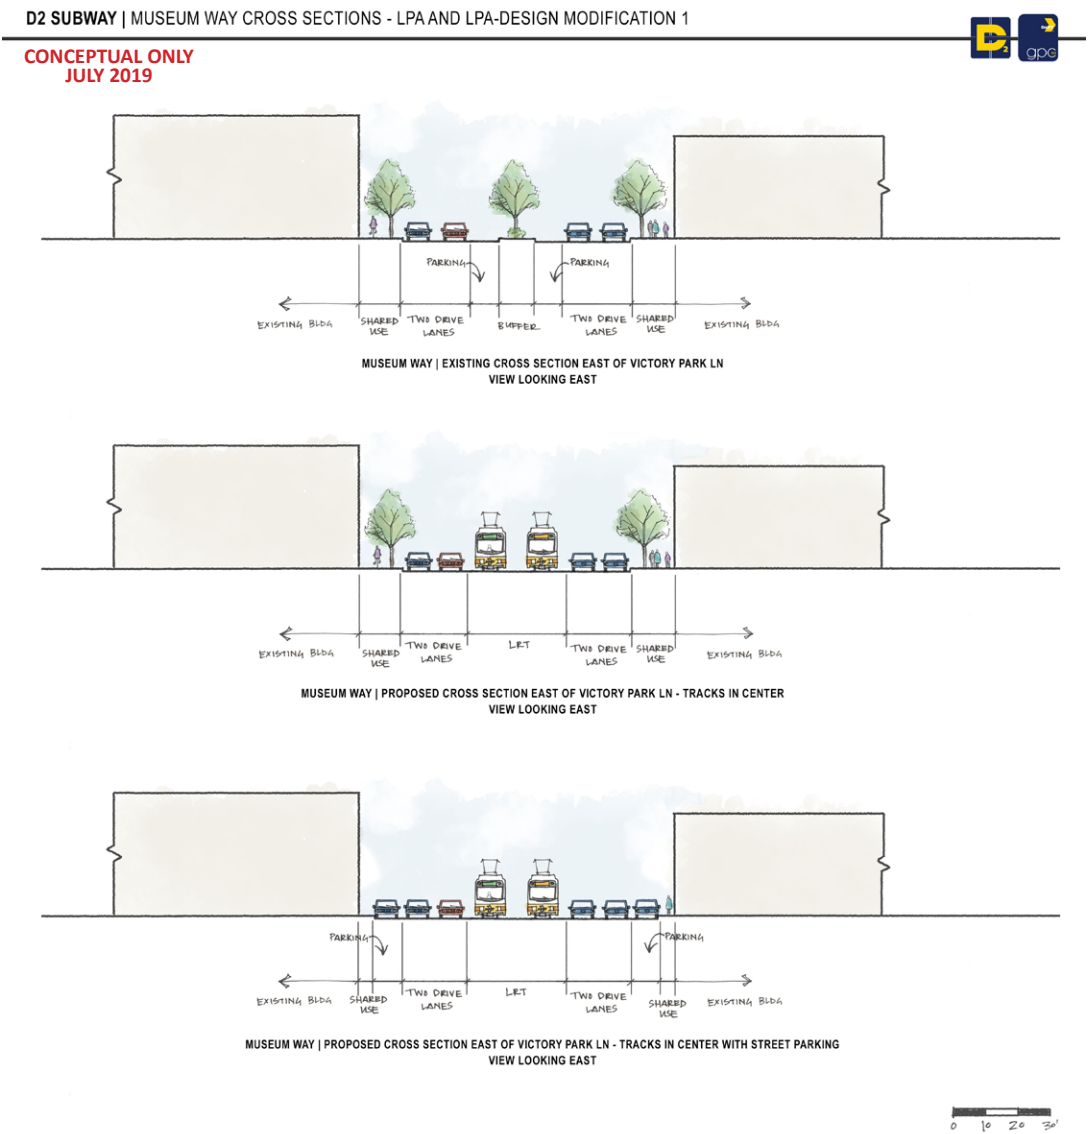 D2 SUBWAY | MUSEUM WAY CROSS SECTIONS - LPA AND LPA-DESIGN MODIFICATION 1
D2
gpc
CONCEPTUAL ONLY
JULY 2019
PARKING
PARKING
EXISTING BLDG
SHARED USE
TWO DRIVE LANES
BUFFER
TWO DRIVE LANES
SHARED USE
EXISTING BLDG
MUSEUM WAY | EXISTING CROSS SECTION EAST OF VICTORY PARK LN
VIEW LOOKING EAST
EXISTING BLDG
SHARED USE
TWO DRIVE LANES
LRT
TWO DRIVE LANES
SHARED USE
EXISTING BLDG
MUSEUM WAY | PROPOSED CROSS SECTION EAST OF VICTORY PARK LN - TRACKS IN CENTER
VIEW LOOKING EAST
PARKING
PARKING
EXISTING BLDG
SHARED USE
TWO DRIVE LANES
LRT
TWO DRIVE LANES
SHARED USE
EXISTING BLDG
MUSEUM WAY | PROPOSED CROSS SECTION EAST OF VICTORY PARK LN - TRACKS IN CENTER WITH STREET PARKING
VIEW LOOKING EAST
0 10 20 30'